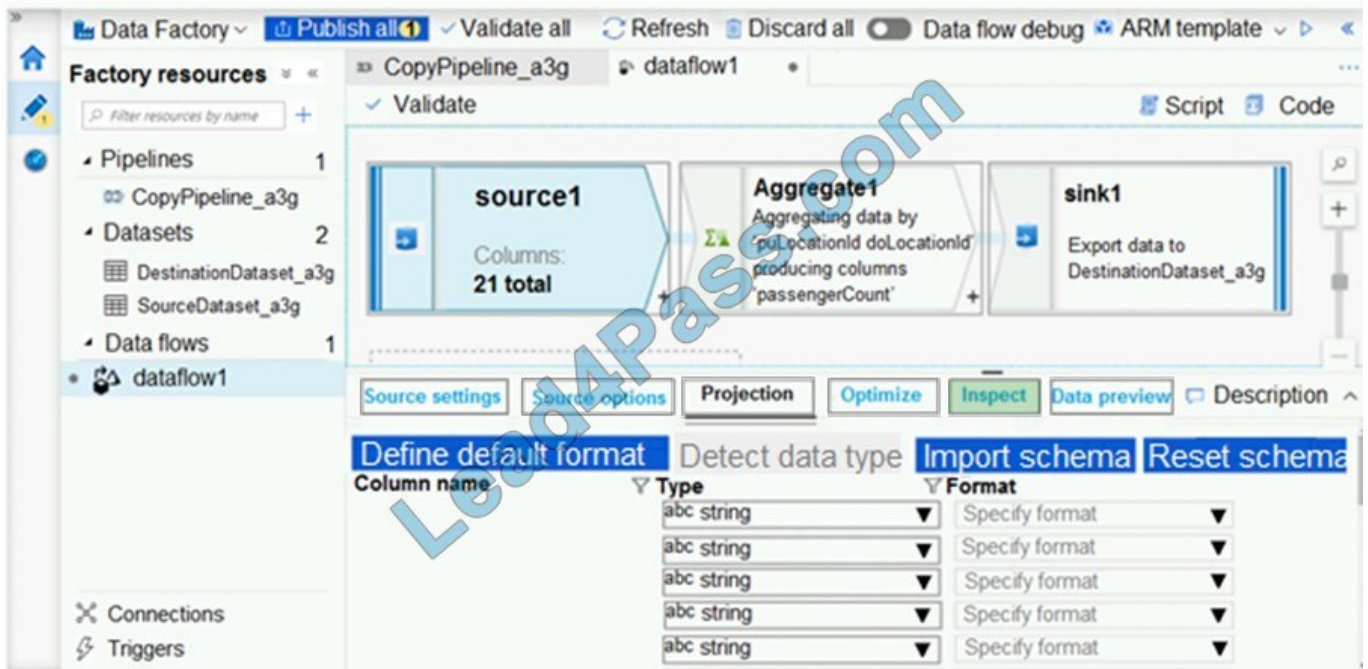 »
Data Factory Publish all 1 Validate all Refresh Discard all Data flow debug ARM template «
Factory resources «
CopyPipeline_a3g dataflow1 ...
Filter resources by name +
Validate Script Code
Pipelines 1
CopyPipeline_a3g
Datasets 2
DestinationDataset_a3g
SourceDataset_a3g
Data flows 1
dataflow1
Connections
Triggers
source1
Columns:
21 total
+
Aggregate1
Aggregating data by
'puLocationId doLocationId'
producing columns
'passengerCount'
+
sink1
Export data to
DestinationDataset_a3g
Source settings Source options Projection Optimize Inspect Data preview Description
Define default format Detect data type Import schema Reset schema
Column name Type Format
abc string Specify format
abc string Specify format
abc string Specify format
abc string Specify format
abc string Specify format
Lead4Pass.com